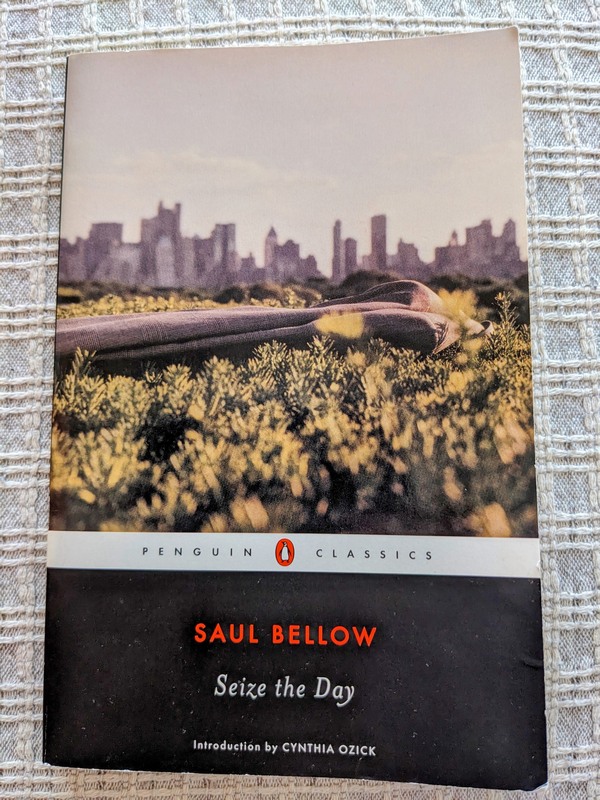 PENGUIN CLASSICS
SAUL BELLOW
Seize the Day
Introduction by CYNTHIA OZICK